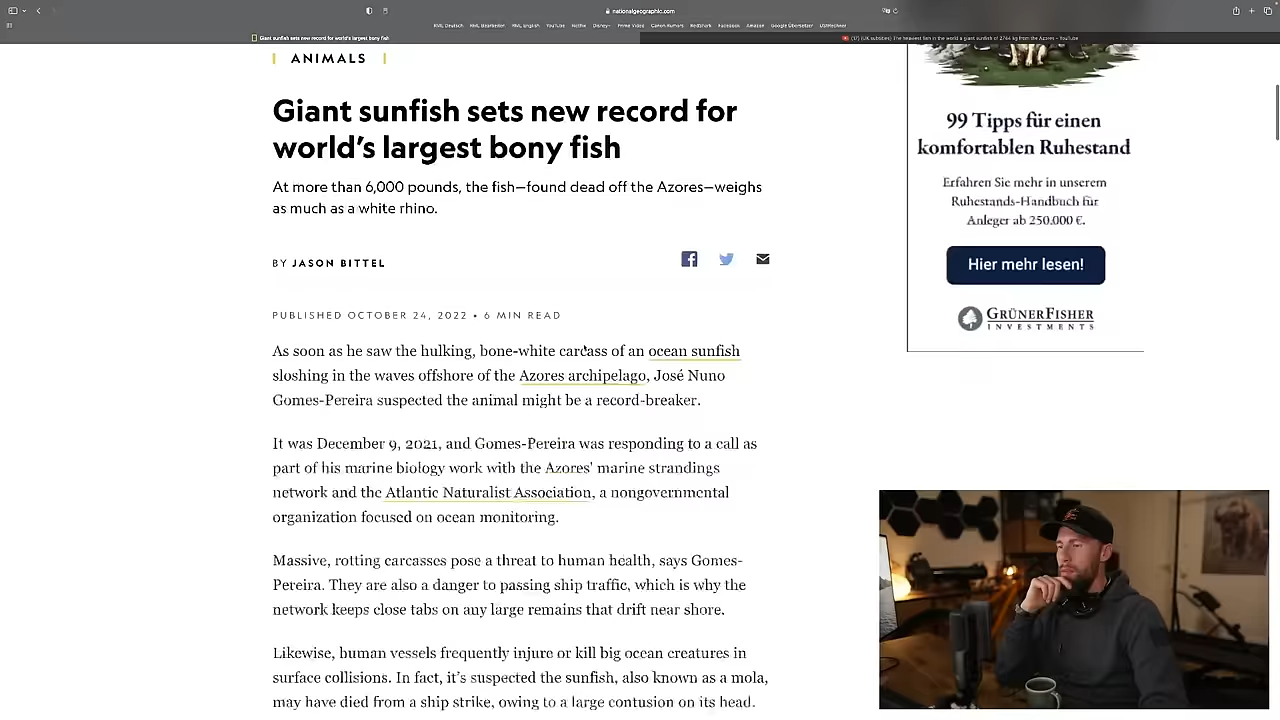 nationalgeographic.com
RML Deutsch RML Bearbeiten RML English YouTube Netflix Disney+ Prime Video Canon Rumors Redshark Facebook Amazon Google Übersetzer
Giant sunfish sets new record for world's largest bony fish
(17) (UK subtitles) The heaviest fish in the world a giant sunfish of 2744 kg from the Azores - YouTube
ANIMALS
Giant sunfish sets new record for
world's largest bony fish
At more than 6,000 pounds, the fish—found dead off the Azores—weighs
as much as a white rhino.
BY JASON BITTEL
PUBLISHED OCTOBER 24, 2022 • 6 MIN READ
As soon as he saw the hulking, bone-white carcass of an ocean sunfish
sloshing in the waves offshore of the Azores archipelago, José Nuno
Gomes-Pereira suspected the animal might be a record-breaker.
It was December 9, 2021, and Gomes-Pereira was responding to a call as
part of his marine biology work with the Azores' marine strandings
network and the Atlantic Naturalist Association, a nongovernmental
organization focused on ocean monitoring.
Massive, rotting carcasses pose a threat to human health, says Gomes-
Pereira. They are also a danger to passing ship traffic, which is why the
network keeps close tabs on any large remains that drift near shore.
Likewise, human vessels frequently injure or kill big ocean creatures in
surface collisions. In fact, it's suspected the sunfish, also known as a mola,
may have died from a ship strike, owing to a large contusion on its head.
99 Tipps für einen
komfortablen Ruhestand
Erfahren Sie mehr in unserem
Ruhestands-Handbuch für
Anleger ab 250.000 €.
Hier mehr lesen!
GRÜNERFISHER
INVESTMENTS